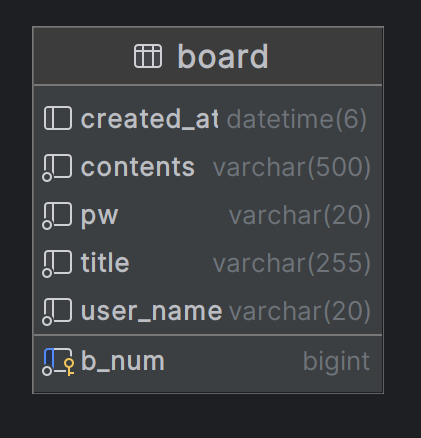 board
created_at datetime(6)
contents varchar(500)
pw varchar(20)
title varchar(255)
user_name varchar(20)
b_num bigint